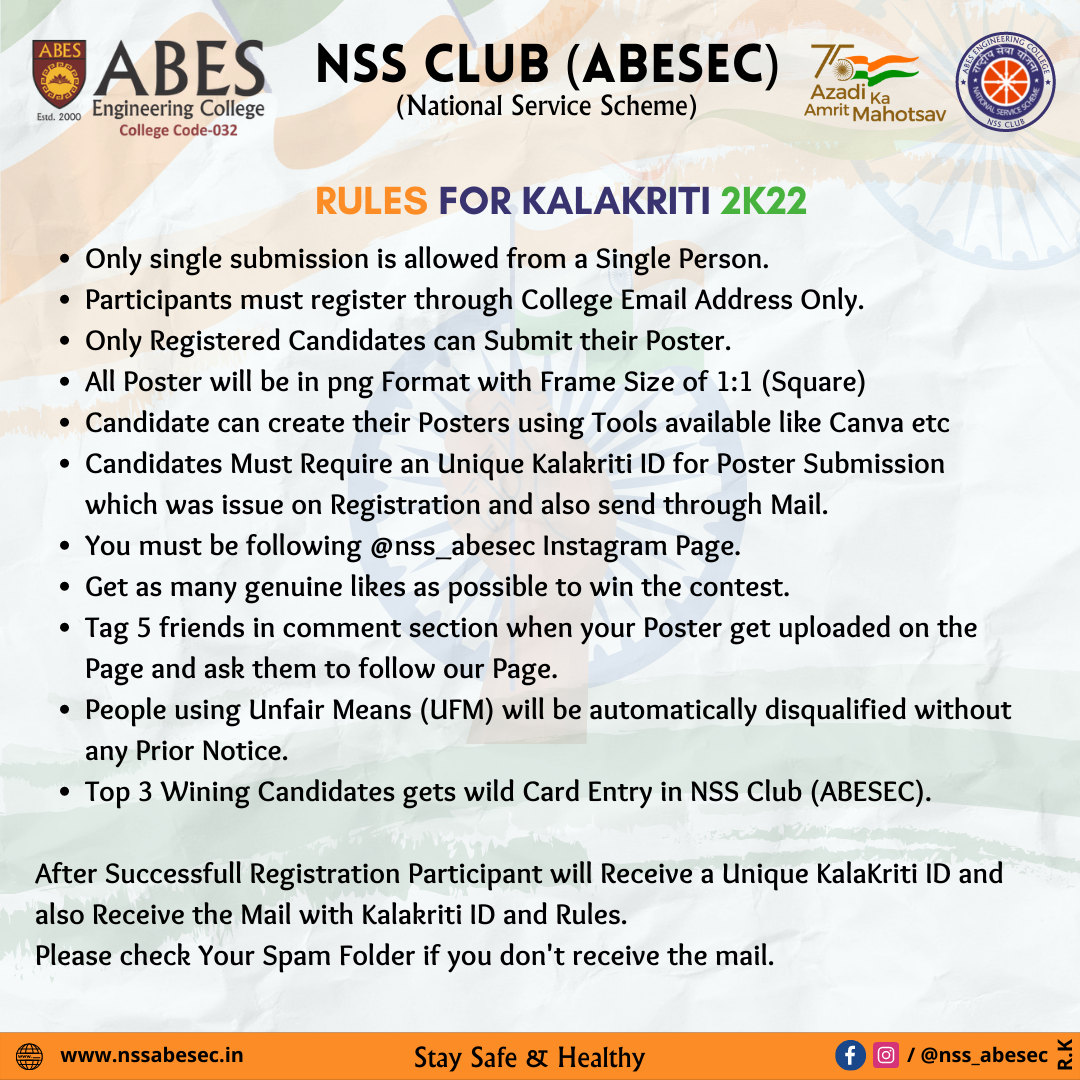 ABES
Estd. 2000
ABES
Engineering College
College Code-032
NSS CLUB (ABESEC)
(National Service Scheme)
75
Azadi Ka
Amrit Mahotsav
ABES ENGINEERING COLLEGE
राष्ट्रीय सेवा योजना
NATIONAL SERVICE SCHEME
NSS CLUB
RULES FOR KALAKRITI 2K22
• Only single submission is allowed from a Single Person.
• Participants must register through College Email Address Only.
• Only Registered Candidates can Submit their Poster.
• All Poster will be in png Format with Frame Size of 1:1 (Square)
• Candidate can create their Posters using Tools available like Canva etc
• Candidates Must Require an Unique Kalakriti ID for Poster Submission
which was issue on Registration and also send through Mail.
• You must be following @nss_abesec Instagram Page.
• Get as many genuine likes as possible to win the contest.
• Tag 5 friends in comment section when your Poster get uploaded on the
Page and ask them to follow our Page.
• People using Unfair Means (UFM) will be automatically disqualified without
any Prior Notice.
• Top 3 Wining Candidates gets wild Card Entry in NSS Club (ABESEC).
After Successfull Registration Participant will Receive a Unique KalaKriti ID and
also Receive the Mail with Kalakriti ID and Rules.
Please check Your Spam Folder if you don't receive the mail.
www.nssabesec.in
Stay Safe & Healthy
/ @nss_abesec
R.K